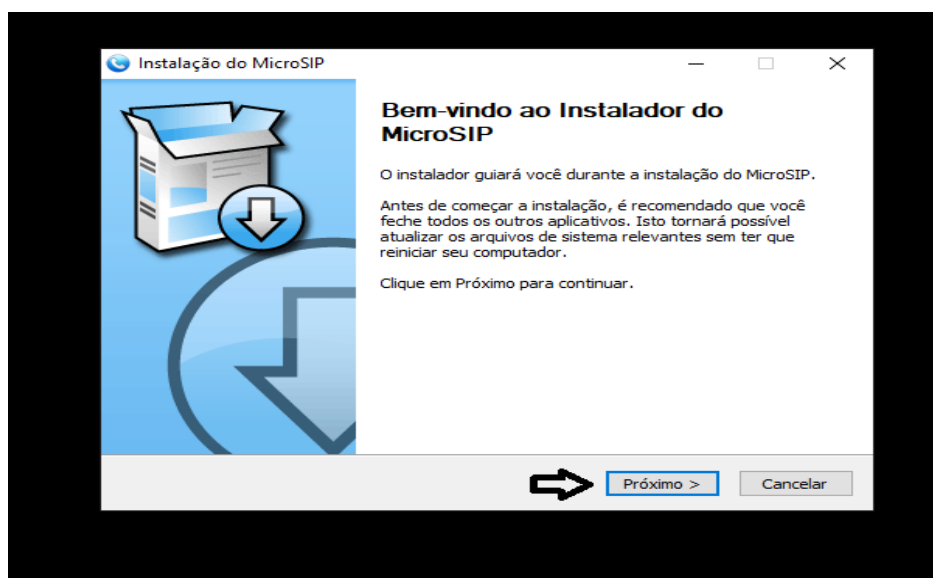 Instalação do MicroSIP
Bem-vindo ao Instalador do
MicroSIP
O instalador guiará você durante a instalação do MicroSIP.
Antes de começar a instalação, é recomendado que você
feche todos os outros aplicativos. Isto tornará possível
atualizar os arquivos de sistema relevantes sem ter que
reiniciar seu computador.
Clique em Próximo para continuar.
Próximo >
Cancelar